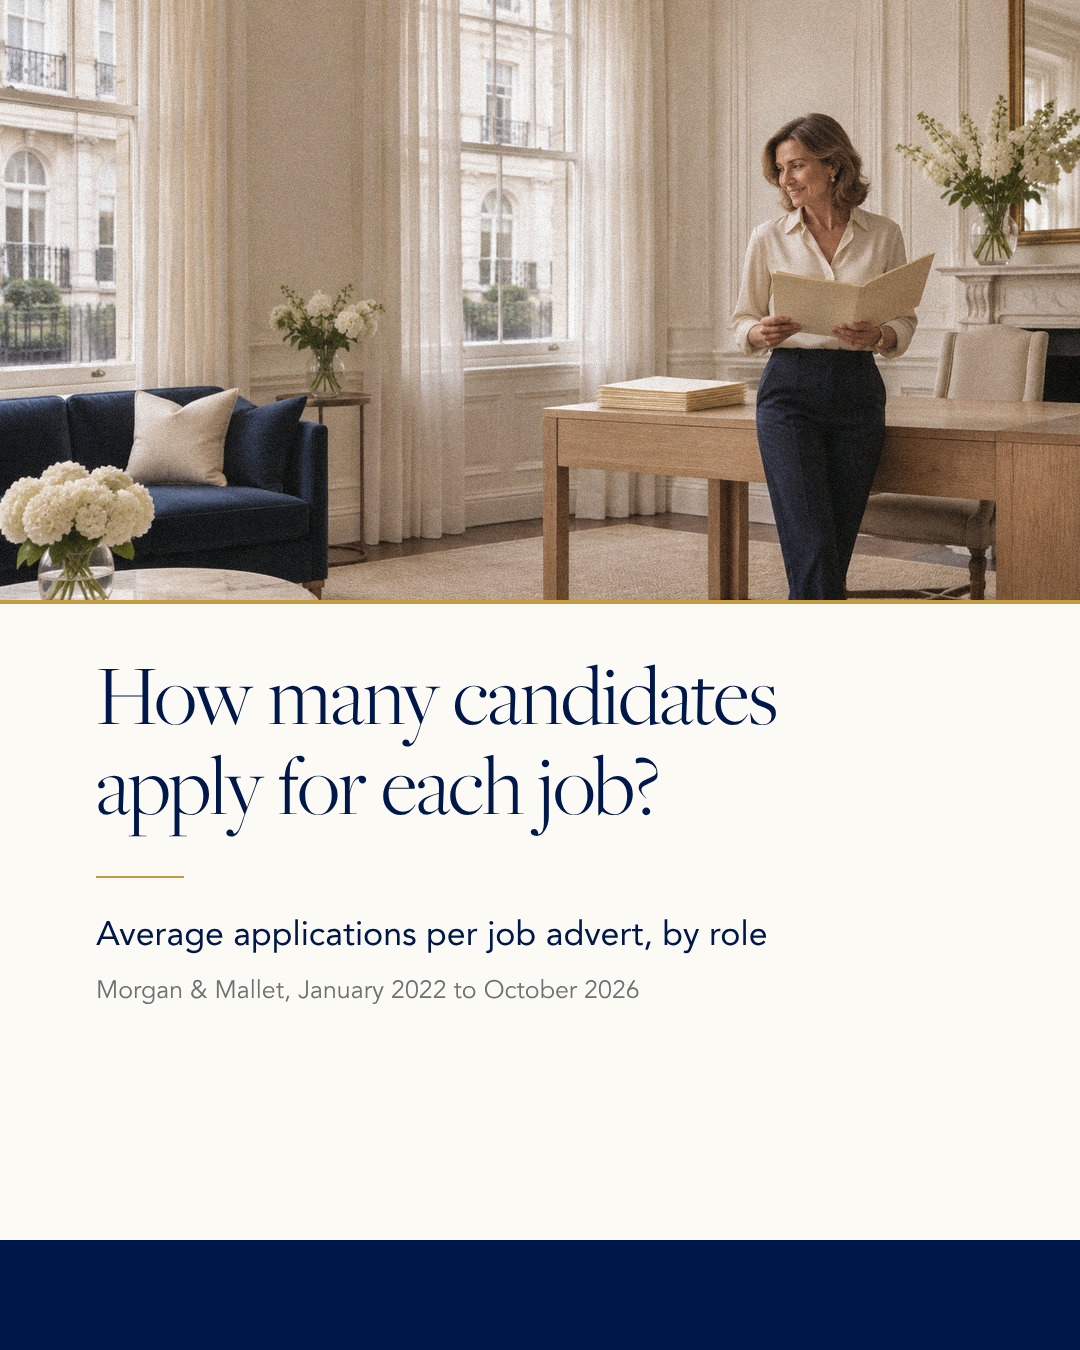 How many candidates
apply for each job?
Average applications per job advert, by role
Morgan & Mallet, January 2022 to October 2026